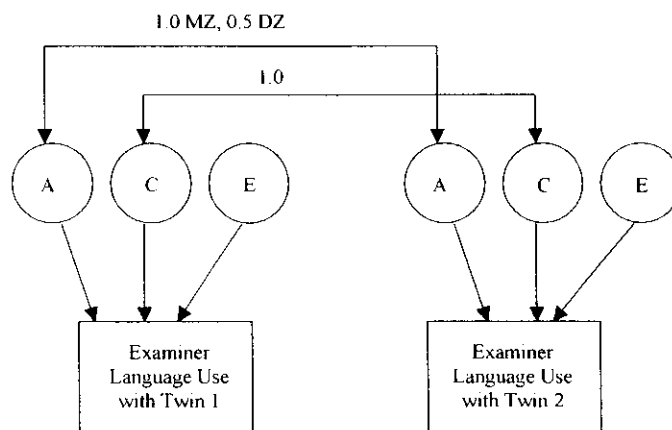 1.0 MZ, 0.5 DZ
1.0
A C E A C E
Examiner
Language Use
with Twin 1
Examiner
Language Use
with Twin 2